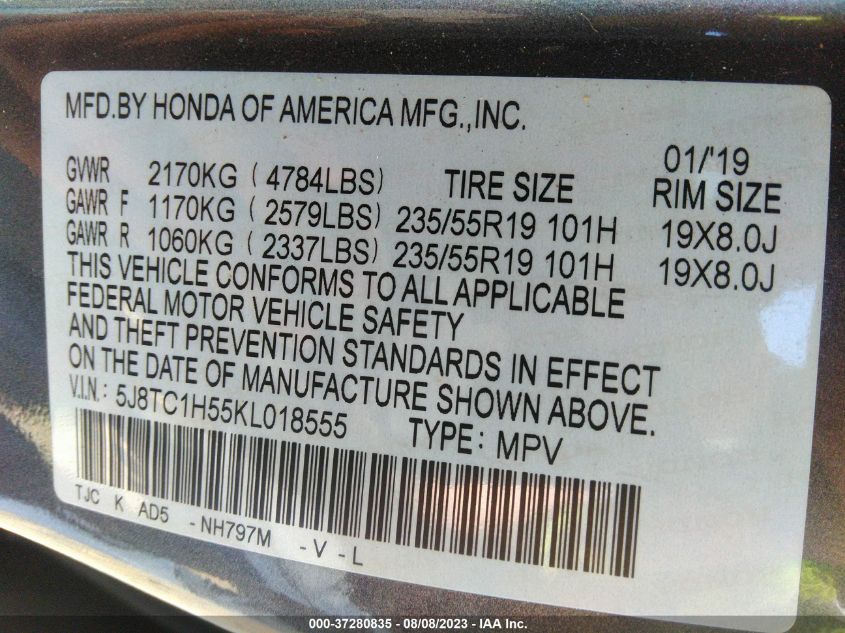 MFD.BY HONDA OF AMERICA MFG.,INC.
01/'19
GVWR 2170KG ( 4784LBS) TIRE SIZE RIM SIZE
GAWR F 1170KG ( 2579LBS) 235/55R19 101H 19X8.0J
GAWR R 1060KG ( 2337LBS) 235/55R19 101H 19X8.0J
THIS VEHICLE CONFORMS TO ALL APPLICABLE
FEDERAL MOTOR VEHICLE SAFETY
AND THEFT PREVENTION STANDARDS IN EFFECT
ON THE DATE OF MANUFACTURE SHOWN ABOVE.
V.I.N.: 5J8TC1H55KL018555 TYPE: MPV
TJC K AD5 -NH797M -V-L
000-37280835 - 08/08/2023 - IAA Inc.